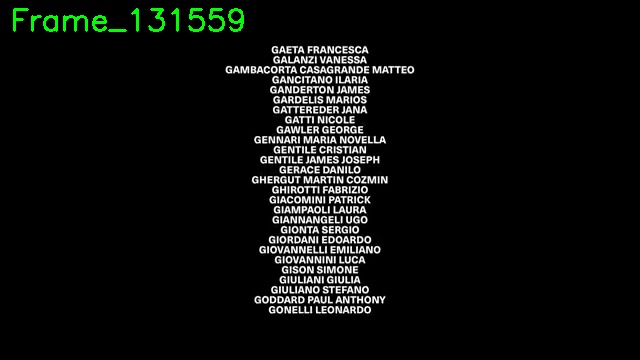 Frame_131559
GAETA FRANCESCA
GALANZI VANESSA
GAMBACORTA CASAGRANDE MATTEO
GANCITANO ILARIA
GANDERTON JAMES
GARDELIS MARIOS
GATTEREDER JANA
GATTI NICOLE
GAWLER GEORGE
GENNARI MARIA NOVELLA
GENTILE CRISTIAN
GENTILE JAMES JOSEPH
GERACE DANILO
GHERGUT MARTIN COZMIN
GHIROTTI FABRIZIO
GIACOMINI PATRICK
GIAMPAOLI LAURA
GIANNANGELI UGO
GIONTA SERGIO
GIORDANI EDOARDO
GIOVANNELLI EMILIANO
GIOVANNINI LUCA
GISON SIMONE
GIULIANI GIULIA
GIULIANO STEFANO
GODDARD PAUL ANTHONY
GONELLI LEONARDO